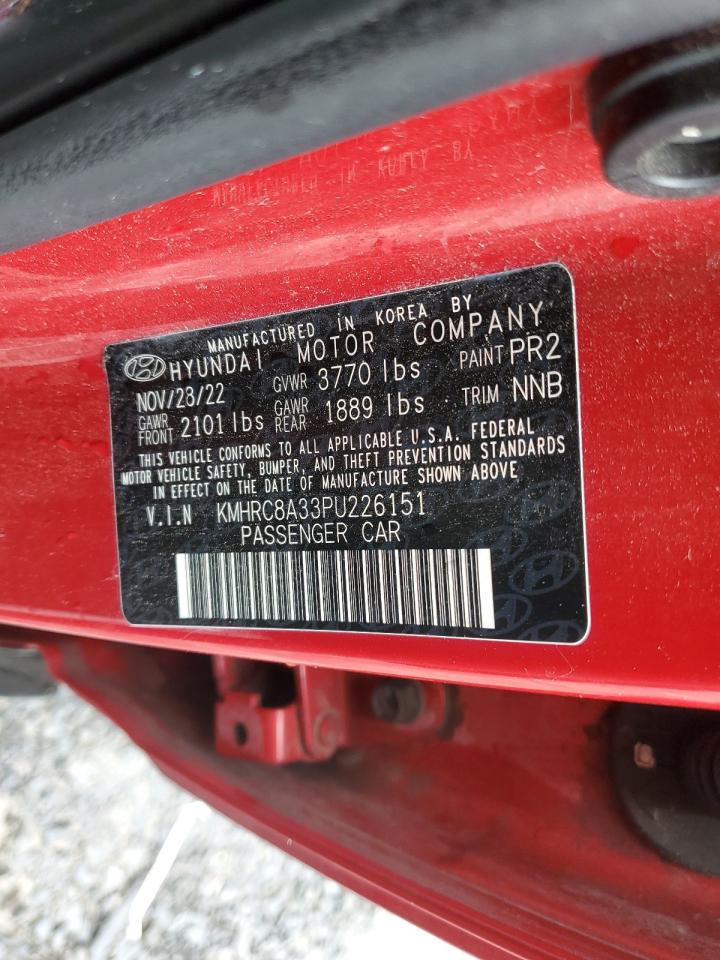 MANUFACTURED IN KOREA BY
HYUNDAI MOTOR COMPANY
NOV/23/22 GVWR 3770 lbs PAINT PR2
GAWR FRONT 2101 lbs GAWR REAR 1889 lbs TRIM NNB
THIS VEHICLE CONFORMS TO ALL APPLICABLE U.S.A. FEDERAL
MOTOR VEHICLE SAFETY, BUMPER, AND THEFT PREVENTION STANDARDS
IN EFFECT ON THE DATE OF MANUFACTURE SHOWN ABOVE
V.I.N KMHRC8A33PU226151
PASSENGER CAR